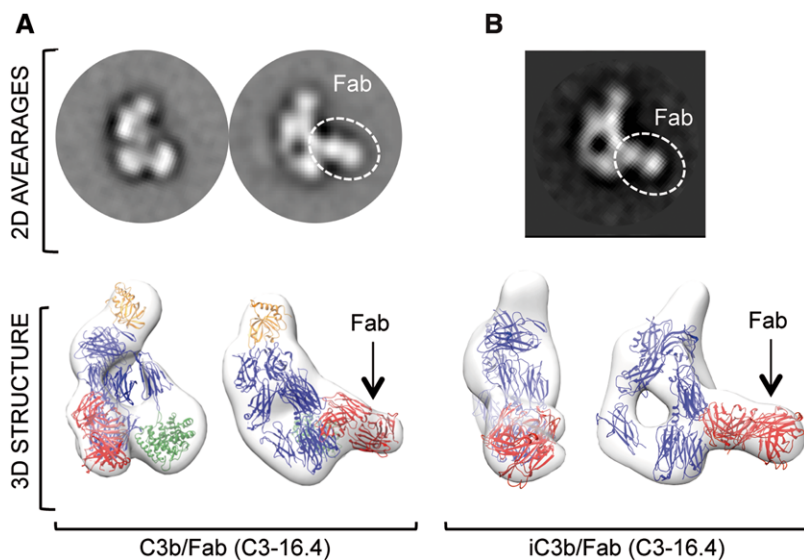 A
B
2D AVEARAGES
Fab
Fab
3D STRUCTURE
Fab
Fab
C3b/Fab (C3-16.4)
iC3b/Fab (C3-16.4)